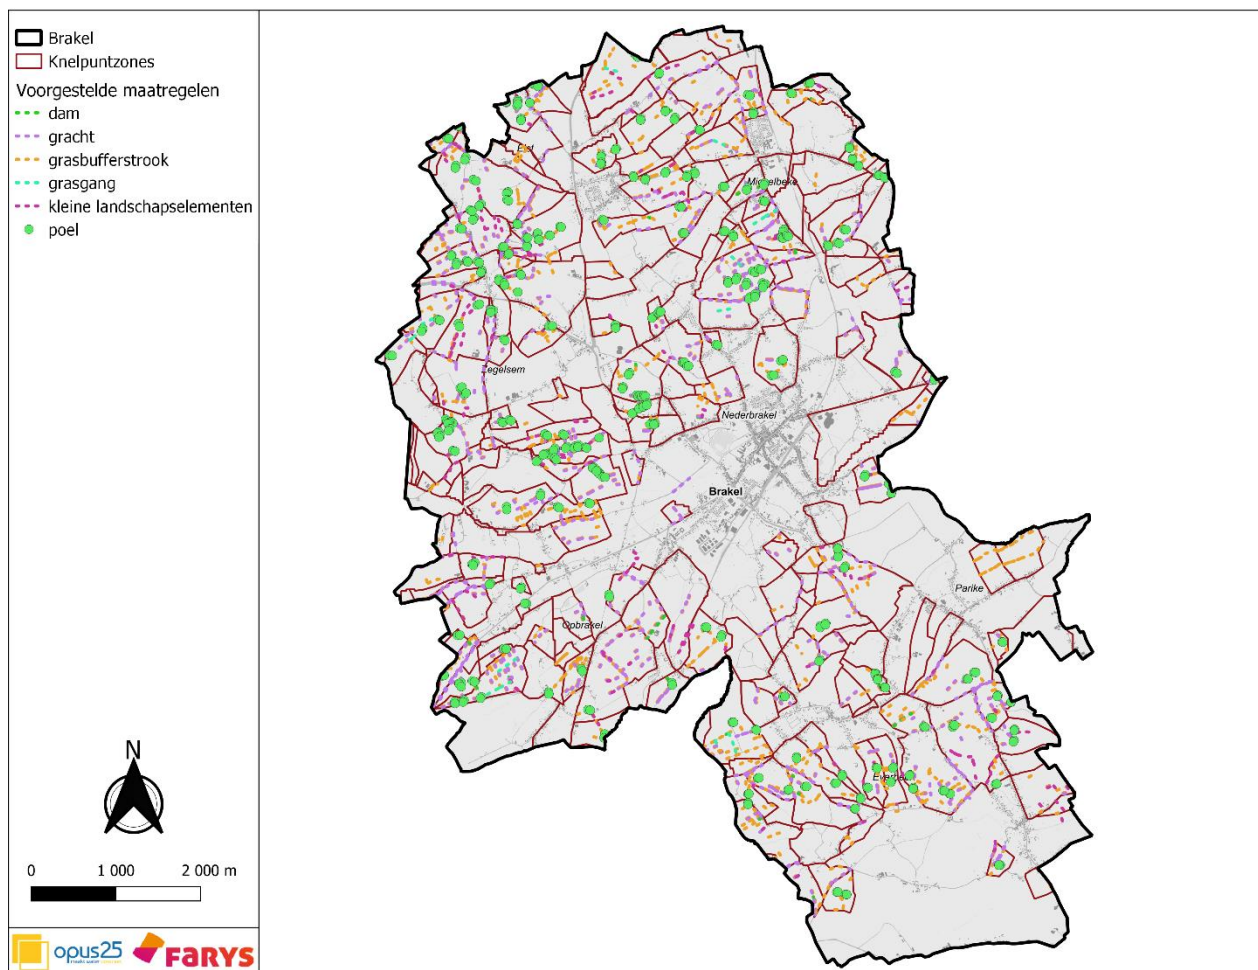 Brakel
Knelpuntzones
Voorgestelde maatregelen
dam
gracht
grasbufferstrook
grasgang
kleine landschapselementen
poel
N
0 1 000 2 000 m
opus25
FARYS
Elst
Michelbeke
Zegelsem
Nederbrakel
Brakel
Parike
Opbrakel